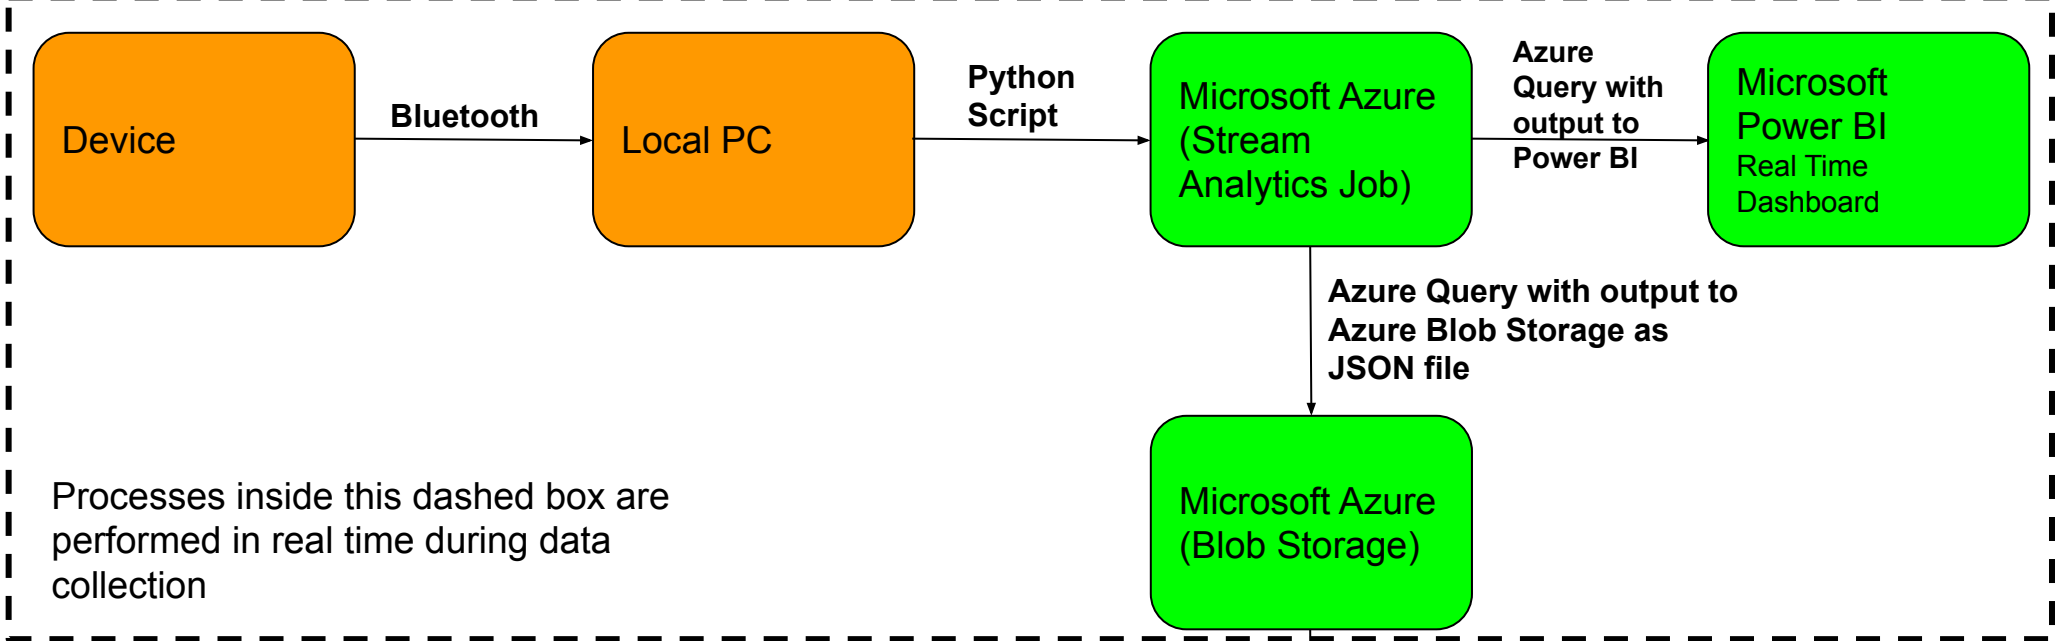 Device
Bluetooth
Local PC
Python
Script
Microsoft Azure
(Stream
Analytics Job)
Azure
Query with
output to
Power BI
Microsoft
Power BI
Real Time
Dashboard
Azure Query with output to
Azure Blob Storage as
JSON file
Processes inside this dashed box are
performed in real time during data
collection
Microsoft Azure
(Blob Storage)